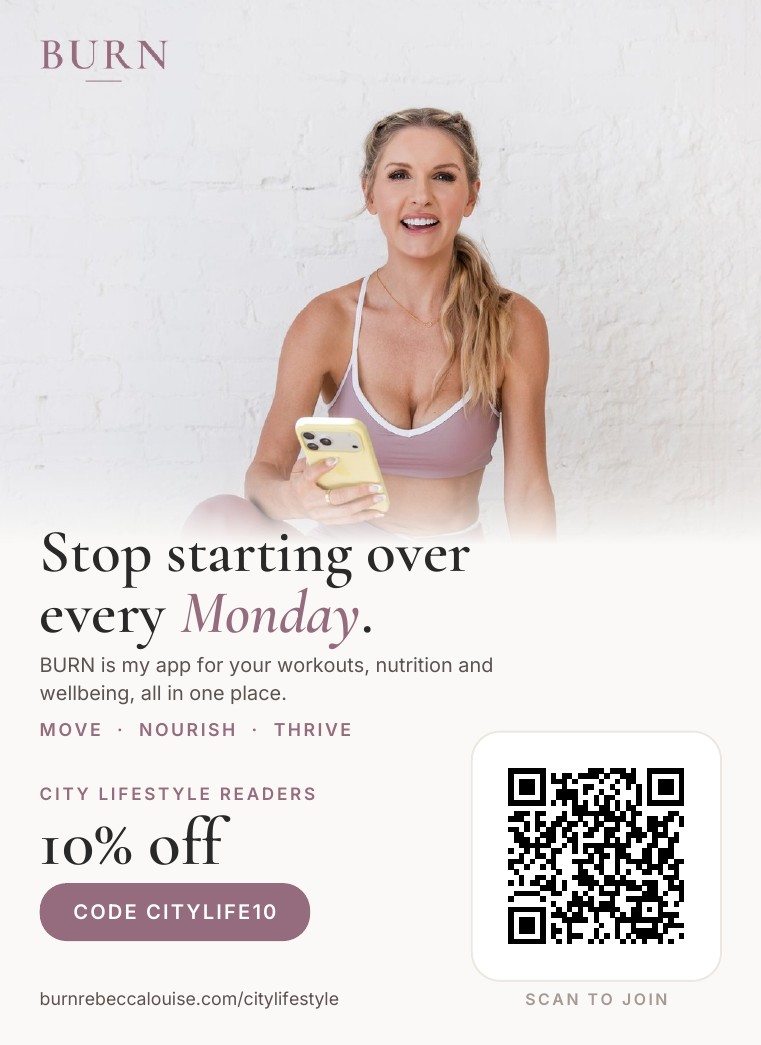 BURN
Stop starting over
every Monday.
BURN is my app for your workouts, nutrition and
wellbeing, all in one place.
MOVE · NOURISH · THRIVE
CITY LIFESTYLE READERS
10% off
CODE CITYLIFE10
burnrebeccalouise.com/citylifestyle
SCAN TO JOIN